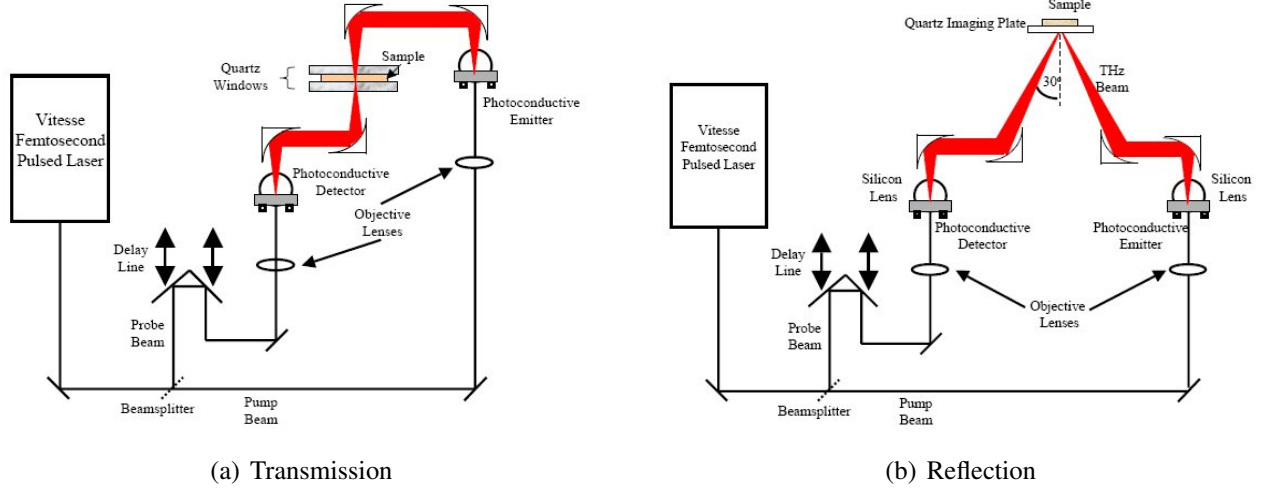 Quartz
Windows
Sample
Vitesse
Femtosecond
Pulsed Laser
Photoconductive
Emitter
Photoconductive
Detector
Objective
Lenses
Delay
Line
Probe
Beam
Beamsplitter
Pump
Beam
(a) Transmission
Sample
Quartz Imaging Plate
30°
THz
Beam
Vitesse
Femtosecond
Pulsed Laser
Silicon
Lens
Silicon
Lens
Photoconductive
Detector
Photoconductive
Emitter
Delay
Line
Objective
Lenses
Probe
Beam
Beamsplitter
Pump
Beam
(b) Reflection